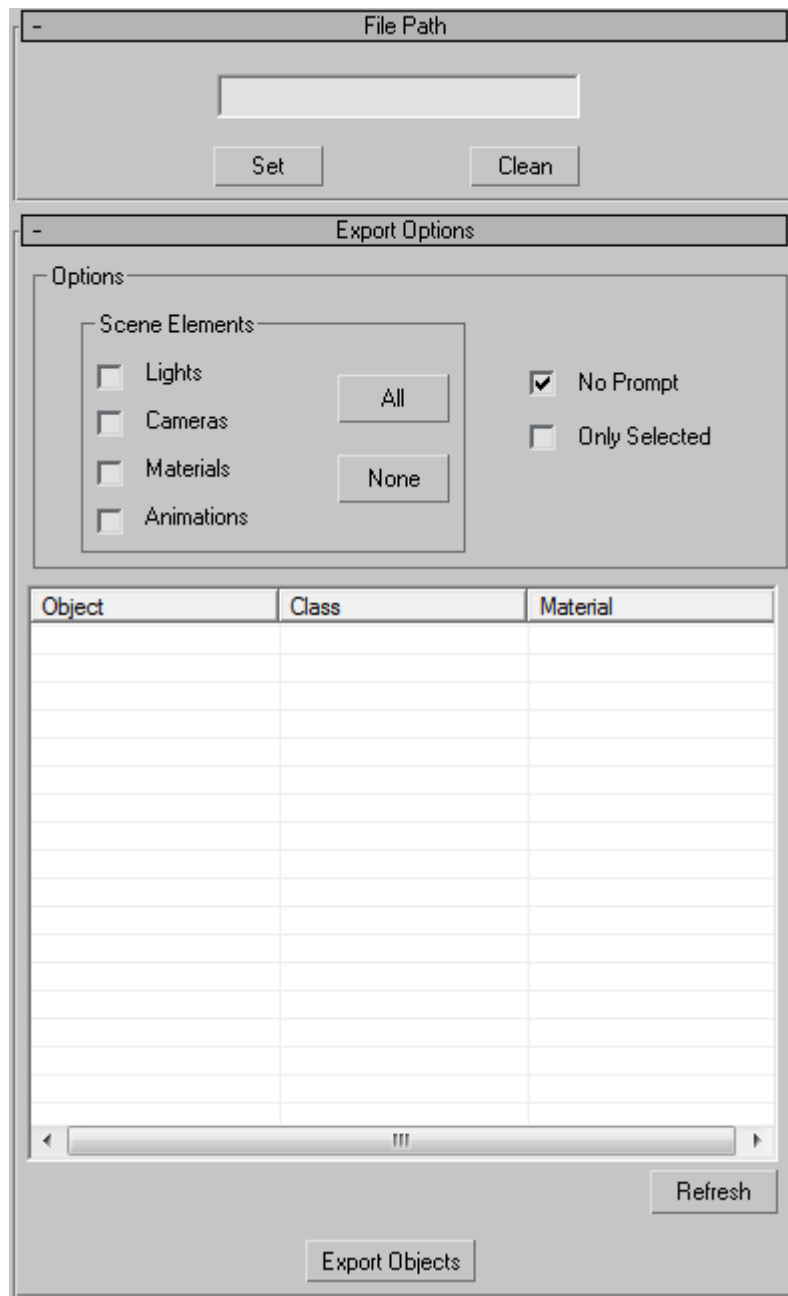 - File Path
Set Clean
- Export Options
Options
Scene Elements
Lights
Cameras
Materials
Animations
All
None
No Prompt
Only Selected
Object Class Material
Refresh
Export Objects